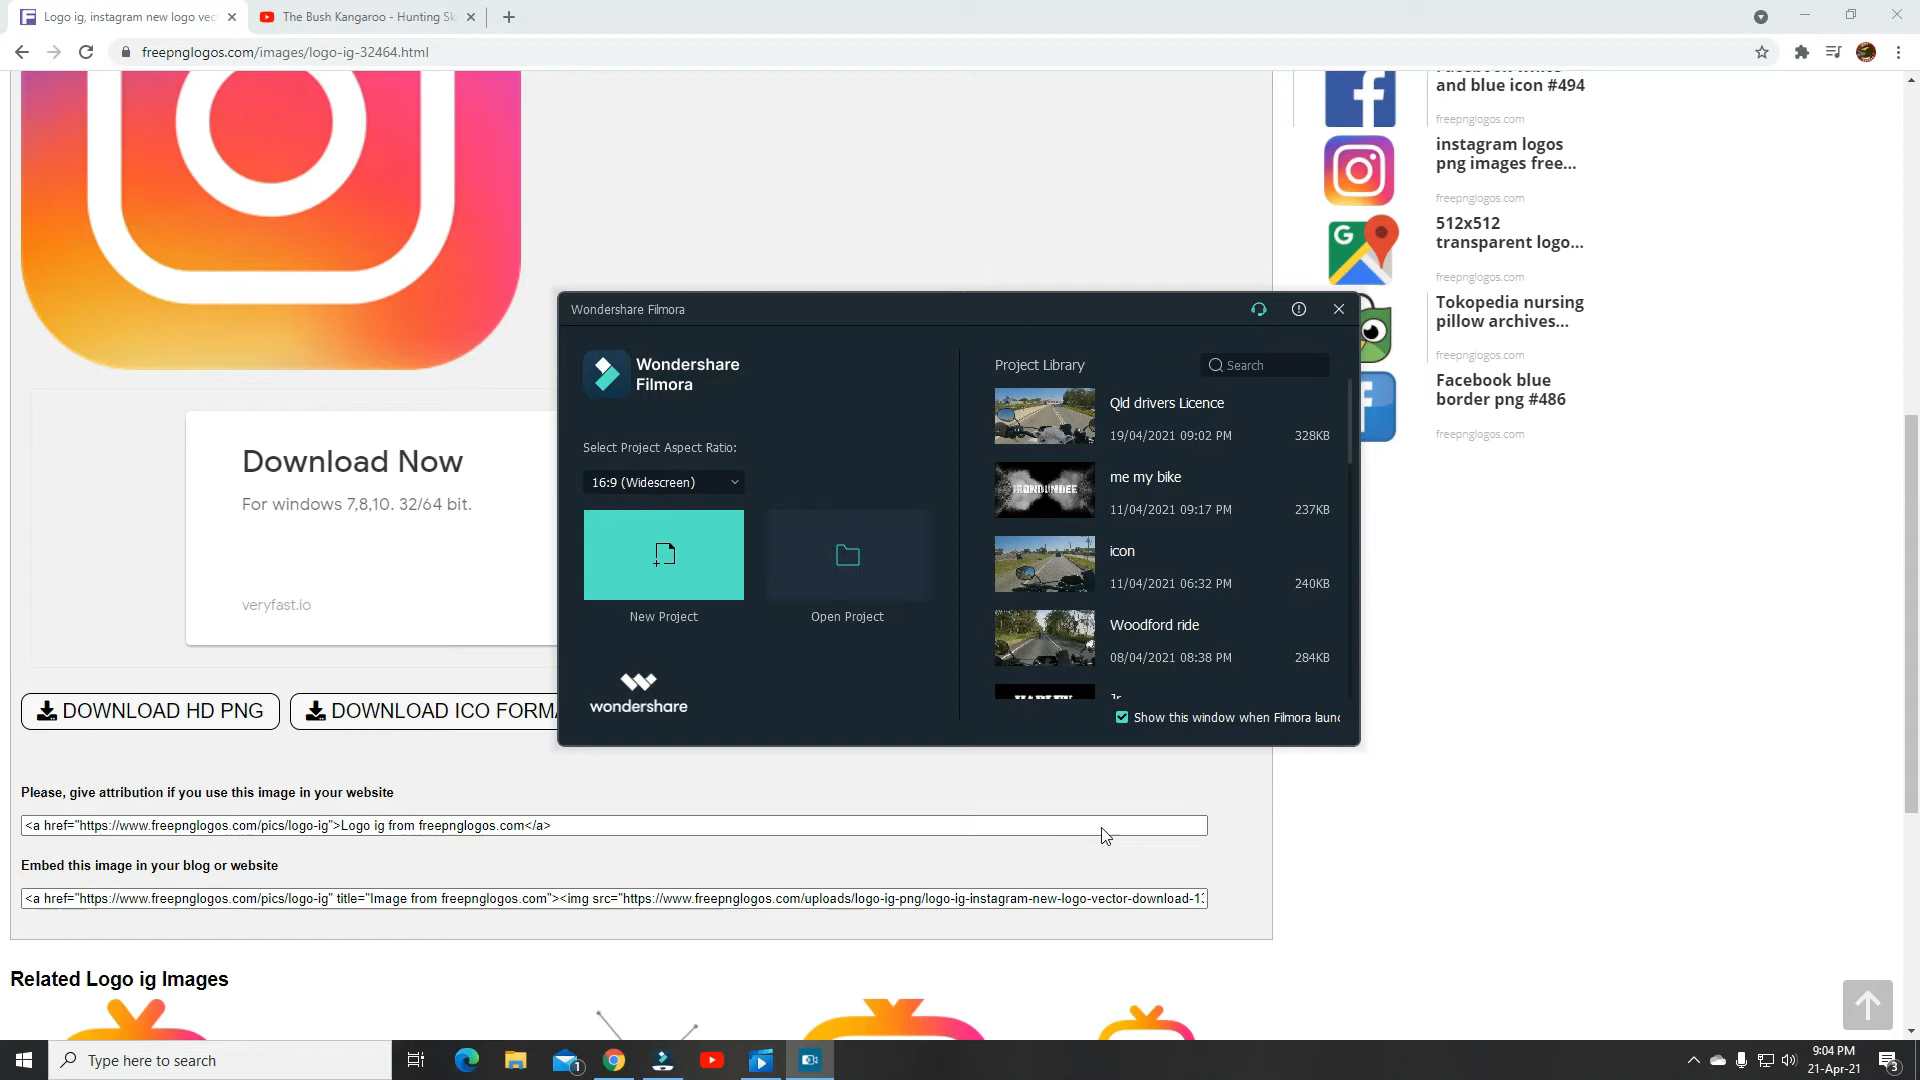 Logo ig, instagram new logo vect
The Bush Kangaroo - Hunting Sk
freepnglogos.com/images/logo-ig-32464.html
and blue icon #494
freepnglogos.com
instagram logos
png images free...
freepnglogos.com
512x512
transparent logo...
freepnglogos.com
Tokopedia nursing
pillow archives...
freepnglogos.com
Facebook blue
border png #486
freepnglogos.com
Download Now
For windows 7,8,10. 32/64 bit.
veryfast.io
DOWNLOAD HD PNG
DOWNLOAD ICO FORMA
Wondershare Filmora
Wondershare
Filmora
Select Project Aspect Ratio:
16:9 (Widescreen)
New Project
Open Project
wondershare
Project Library
Search
Qld drivers Licence
19/04/2021 09:02 PM 328KB
me my bike
11/04/2021 09:17 PM 237KB
icon
11/04/2021 06:32 PM 240KB
Woodford ride
08/04/2021 08:38 PM 284KB
Show this window when Filmora launc
Please, give attribution if you use this image in your website
<a href="https://www.freepnglogos.com/pics/logo-ig">Logo ig from freepnglogos.com</a>
Embed this image in your blog or website
<a href="https://www.freepnglogos.com/pics/logo-ig" title="Image from freepnglogos.com"><img src="https://www.freepnglogos.com/uploads/logo-ig-png/logo-ig-instagram-new-logo-vector-download-13
Related Logo ig Images
Type here to search
1
9:04 PM
21-Apr-21
3